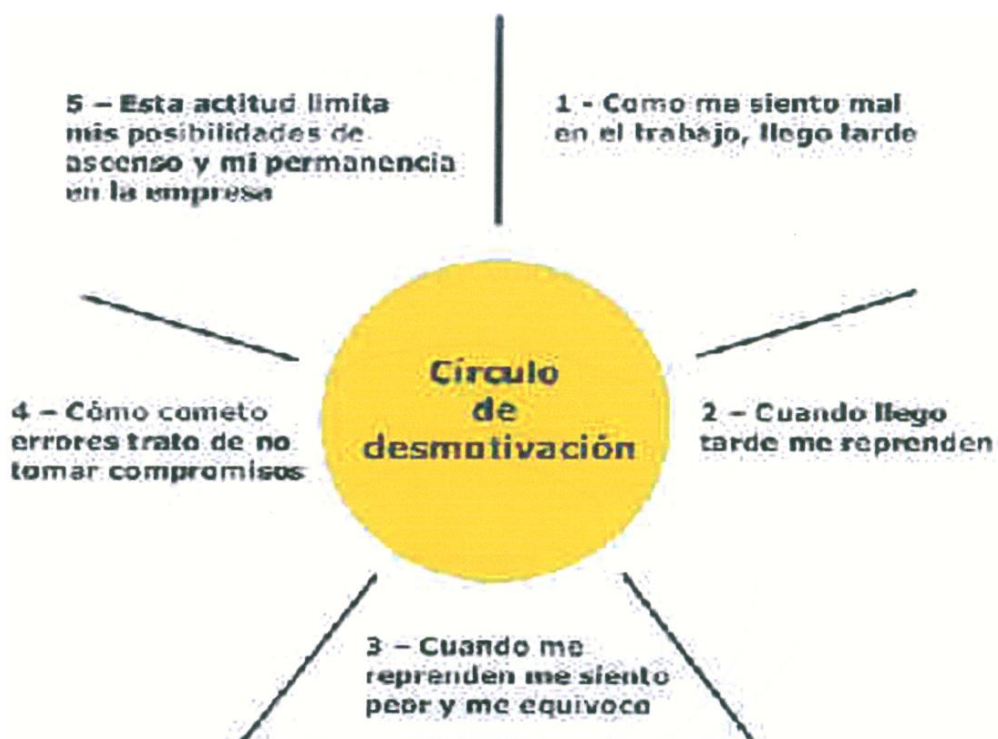 Círculo
de
desmotivación
1 - Como me siento mal
en el trabajo, llego tarde
2 - Cuando llego
tarde me reprenden
3 - Cuando me
reprenden me siento
peor y me equivoco
4 - Cómo cometo
errores trato de no
tomar compromisos
5 - Esta actitud limita
mis posibilidades de
ascenso y mi permanencia
en la empresa